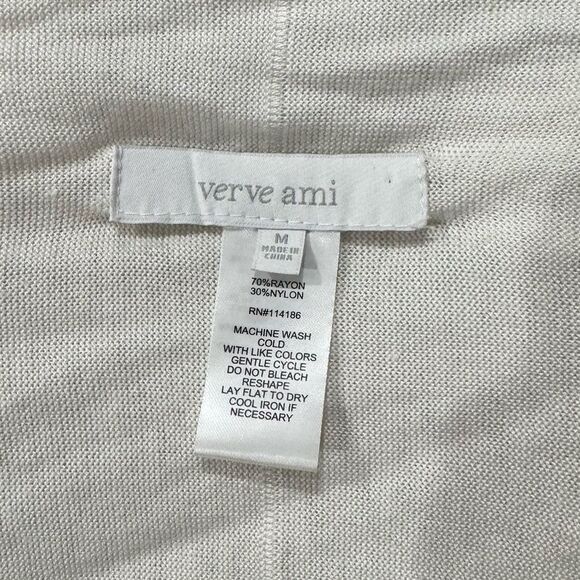 verve ami
M
MADE IN
CHINA
70%RAYON
30%NYLON
RN#114186
MACHINE WASH
COLD
WITH LIKE COLORS
GENTLE CYCLE
DO NOT BLEACH
RESHAPE
LAY FLAT TO DRY
COOL IRON IF
NECESSARY